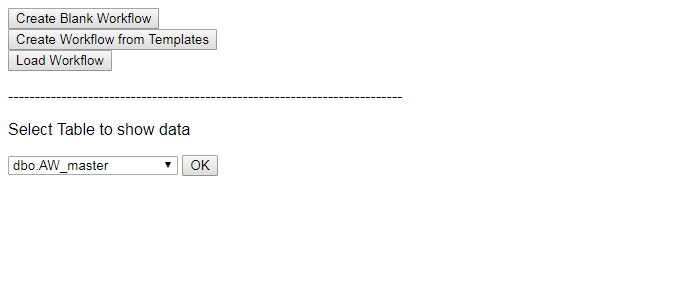 Create Blank Workflow
Create Workflow from Templates
Load Workflow
--------------------------------------------------------------------------
Select Table to show data
dbo.AW_master OK